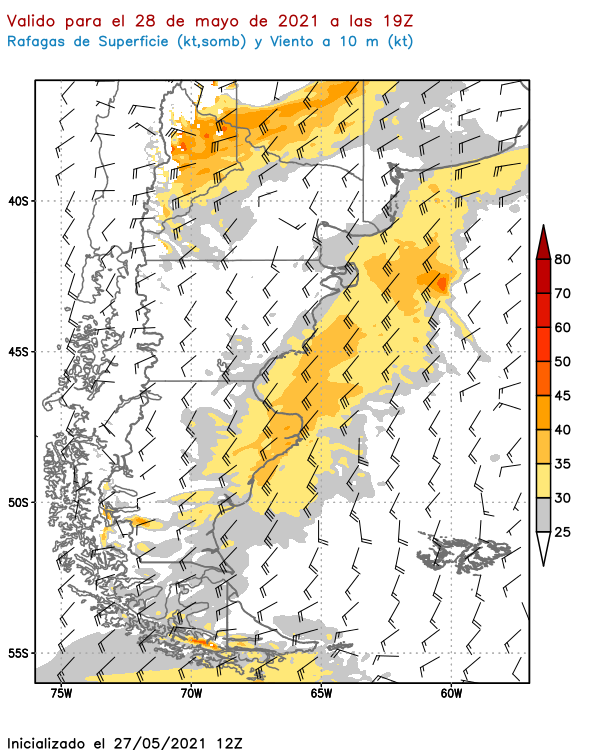 Valido para el 28 de mayo de 2021 a las 19Z
Rafagas de Superficie (kt,somb) y Viento a 10 m (kt)
40S
45S
50S
55S
75W 70W 65W 60W
80
70
60
50
45
40
35
30
25
Inicializado el 27/05/2021 12Z